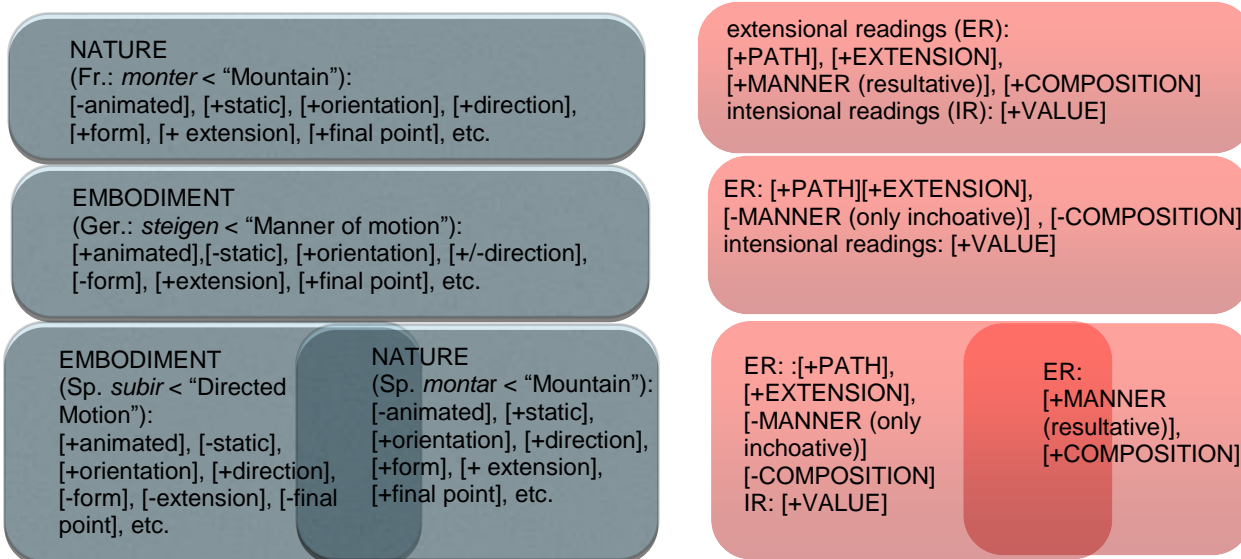 NATURE
(Fr.: monter < “Mountain”):
[-animated], [+static], [+orientation], [+direction],
[+form], [+ extension], [+final point], etc.
extensional readings (ER):
[+PATH], [+EXTENSION],
[+MANNER (resultative)], [+COMPOSITION]
intensional readings (IR): [+VALUE]
EMBODIMENT
(Ger.: steigen < “Manner of motion”):
[+animated],[-static], [+orientation], [+/-direction],
[-form], [+extension], [+final point], etc.
ER: [+PATH][+EXTENSION],
[-MANNER (only inchoative)] , [-COMPOSITION]
intensional readings: [+VALUE]
EMBODIMENT
(Sp. subir < “Directed
Motion”):
[+animated], [-static],
[+orientation], [+direction],
[-form], [-extension], [-final
point], etc.
NATURE
(Sp. montar < “Mountain”):
[-animated], [+static],
[+orientation], [+direction],
[+form], [+ extension],
[+final point], etc.
ER: :[+PATH],
[+EXTENSION],
[-MANNER (only
inchoative)]
[-COMPOSITION]
IR: [+VALUE]
ER:
[+MANNER
(resultative)],
[+COMPOSITION]